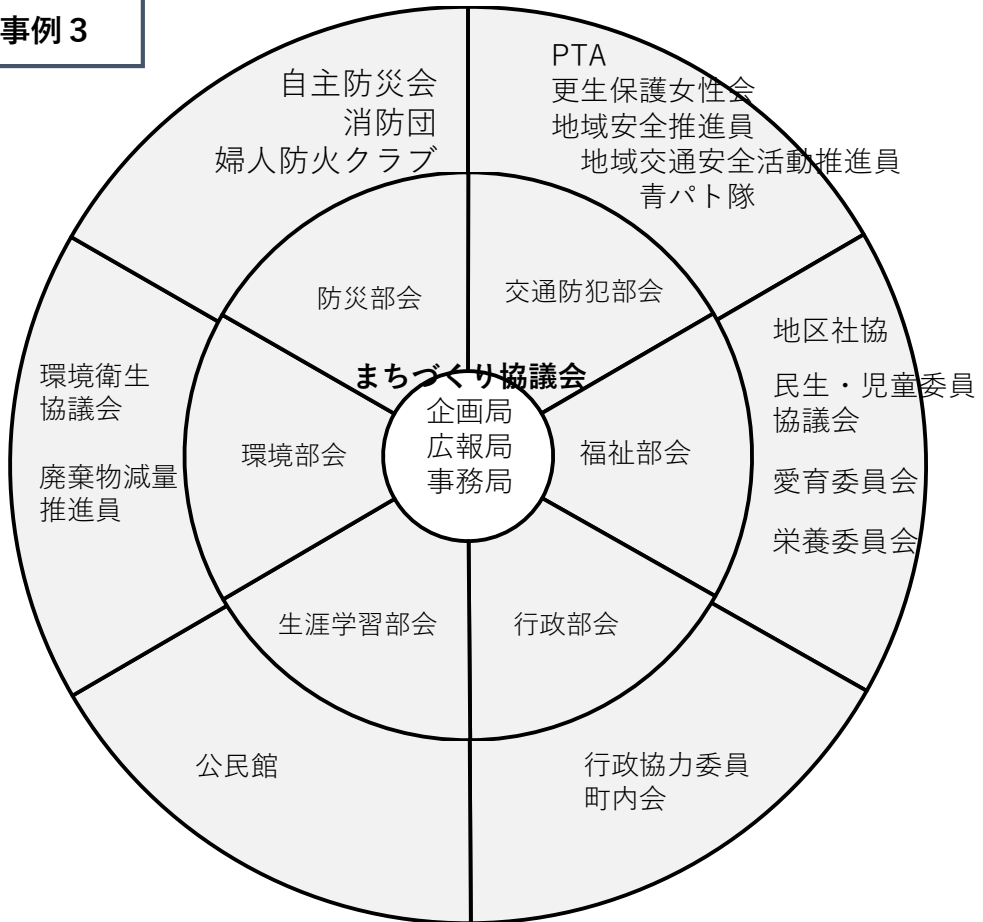 事例３
自主防災会
消防団
婦人防火クラブ
PTA
更生保護女性会
地域安全推進員
地域交通安全活動推進員
青パト隊
防災部会
交通防犯部会
地区社協
民生・児童委員
協議会
愛育委員会
栄養委員会
環境衛生
協議会
廃棄物減量
推進員
環境部会
まちづくり協議会
企画局
広報局
事務局
福祉部会
生涯学習部会
行政部会
公民館
行政協力委員
町内会